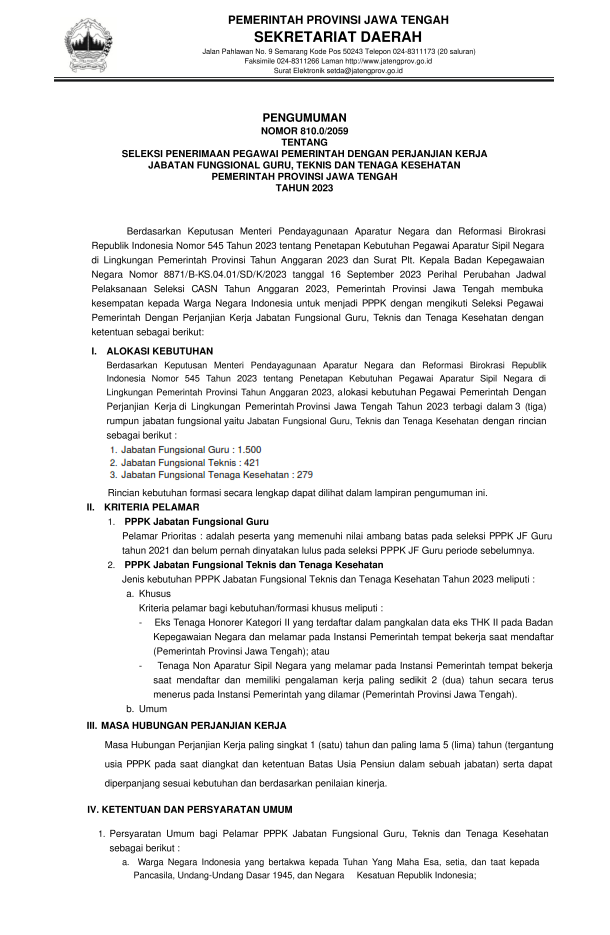 PEMERINTAH PROVINSI JAWA TENGAH
SEKRETARIAT DAERAH
Jalan Pahlawan No. 9 Semarang Kode Pos 50243 Telepon 024-8311173 (20 saluran)
Faksimile 024-8311266 Laman http://www.jatengprov.go.id
Surat Elektronik setda@jatengprov.go.id
PENGUMUMAN
NOMOR 810.0/2059
TENTANG
SELEKSI PENERIMAAN PEGAWAI PEMERINTAH DENGAN PERJANJIAN KERJA
JABATAN FUNGSIONAL GURU, TEKNIS DAN TENAGA KESEHATAN
PEMERINTAH PROVINSI JAWA TENGAH
TAHUN 2023
Berdasarkan Keputusan Menteri Pendayagunaan Aparatur Negara dan Reformasi Birokrasi
Republik Indonesia Nomor 545 Tahun 2023 tentang Penetapan Kebutuhan Pegawai Aparatur Sipil Negara
di Lingkungan Pemerintah Provinsi Tahun Anggaran 2023 dan Surat Plt. Kepala Badan Kepegawaian
Negara Nomor 8871/B-KS.04.01/SD/K/2023 tanggal 16 September 2023 Perihal Perubahan Jadwal
Pelaksanaan Seleksi CASN Tahun Anggaran 2023, Pemerintah Provinsi Jawa Tengah membuka
kesempatan kepada Warga Negara Indonesia untuk menjadi PPPK dengan mengikuti Seleksi Pegawai
Pemerintah Dengan Perjanjian Kerja Jabatan Fungsional Guru, Teknis dan Tenaga Kesehatan dengan
ketentuan sebagai berikut:
I. ALOKASI KEBUTUHAN
Berdasarkan Keputusan Menteri Pendayagunaan Aparatur Negara dan Reformasi Birokrasi Republik
Indonesia Nomor 545 Tahun 2023 tentang Penetapan Kebutuhan Pegawai Aparatur Sipil Negara di
Lingkungan Pemerintah Provinsi Tahun Anggaran 2023, alokasi kebutuhan Pegawai Pemerintah Dengan
Perjanjian Kerja di Lingkungan Pemerintah Provinsi Jawa Tengah Tahun 2023 terbagi dalam 3 (tiga)
rumpun jabatan fungsional yaitu Jabatan Fungsional Guru, Teknis dan Tenaga Kesehatan dengan rincian
sebagai berikut :
1. Jabatan Fungsional Guru : 1.500
2. Jabatan Fungsional Teknis : 421
3. Jabatan Fungsional Tenaga Kesehatan : 279
Rincian kebutuhan formasi secara lengkap dapat dilihat dalam lampiran pengumuman ini.
II. KRITERIA PELAMAR
1. PPPK Jabatan Fungsional Guru
Pelamar Prioritas : adalah peserta yang memenuhi nilai ambang batas pada seleksi PPPK JF Guru
tahun 2021 dan belum pernah dinyatakan lulus pada seleksi PPPK JF Guru periode sebelumnya.
2. PPPK Jabatan Fungsional Teknis dan Tenaga Kesehatan
Jenis kebutuhan PPPK Jabatan Fungsional Teknis dan Tenaga Kesehatan Tahun 2023 meliputi :
a. Khusus
Kriteria pelamar bagi kebutuhan/formasi khusus meliputi :
- Eks Tenaga Honorer Kategori II yang terdaftar dalam pangkalan data eks THK II pada Badan
Kepegawaian Negara dan melamar pada Instansi Pemerintah tempat bekerja saat mendaftar
(Pemerintah Provinsi Jawa Tengah); atau
- Tenaga Non Aparatur Sipil Negara yang melamar pada Instansi Pemerintah tempat bekerja
saat mendaftar dan memiliki pengalaman kerja paling sedikit 2 (dua) tahun secara terus
menerus pada Instansi Pemerintah yang dilamar (Pemerintah Provinsi Jawa Tengah).
b. Umum
III. MASA HUBUNGAN PERJANJIAN KERJA
Masa Hubungan Perjanjian Kerja paling singkat 1 (satu) tahun dan paling lama 5 (lima) tahun (tergantung
usia PPPK pada saat diangkat dan ketentuan Batas Usia Pensiun dalam sebuah jabatan) serta dapat
diperpanjang sesuai kebutuhan dan berdasarkan penilaian kinerja.
IV. KETENTUAN DAN PERSYARATAN UMUM
1. Persyaratan Umum bagi Pelamar PPPK Jabatan Fungsional Guru, Teknis dan Tenaga Kesehatan
sebagai berikut :
a. Warga Negara Indonesia yang bertakwa kepada Tuhan Yang Maha Esa, setia, dan taat kepada
Pancasila, Undang-Undang Dasar 1945, dan Negara Kesatuan Republik Indonesia;